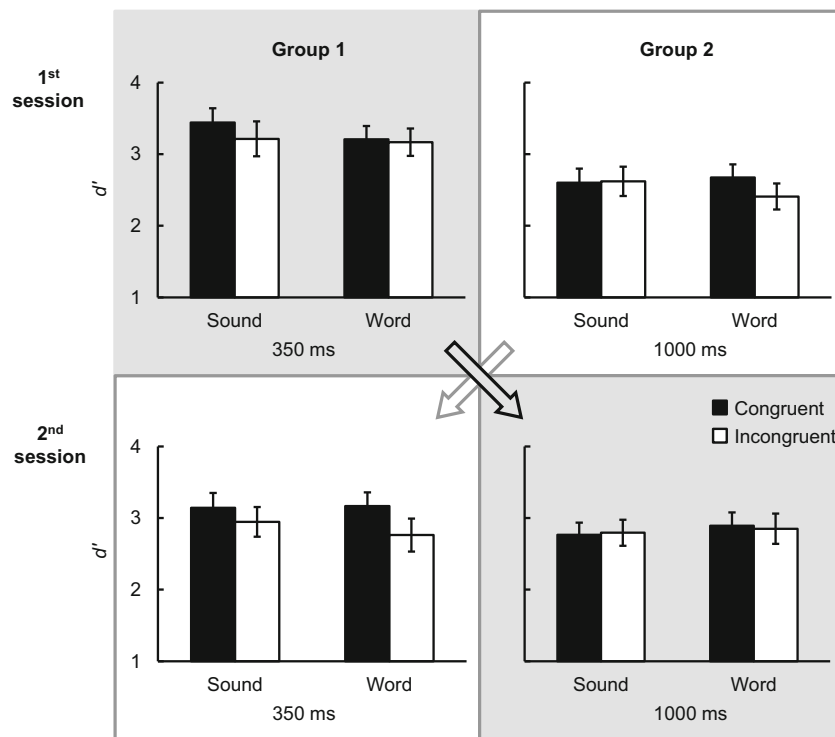 Group 1
Group 2
1st session
4
3
2
1
d'
Sound
Word
350 ms
Sound
Word
1000 ms
2nd session
4
3
2
1
d'
Sound
Word
350 ms
Congruent
Incongruent
Sound
Word
1000 ms